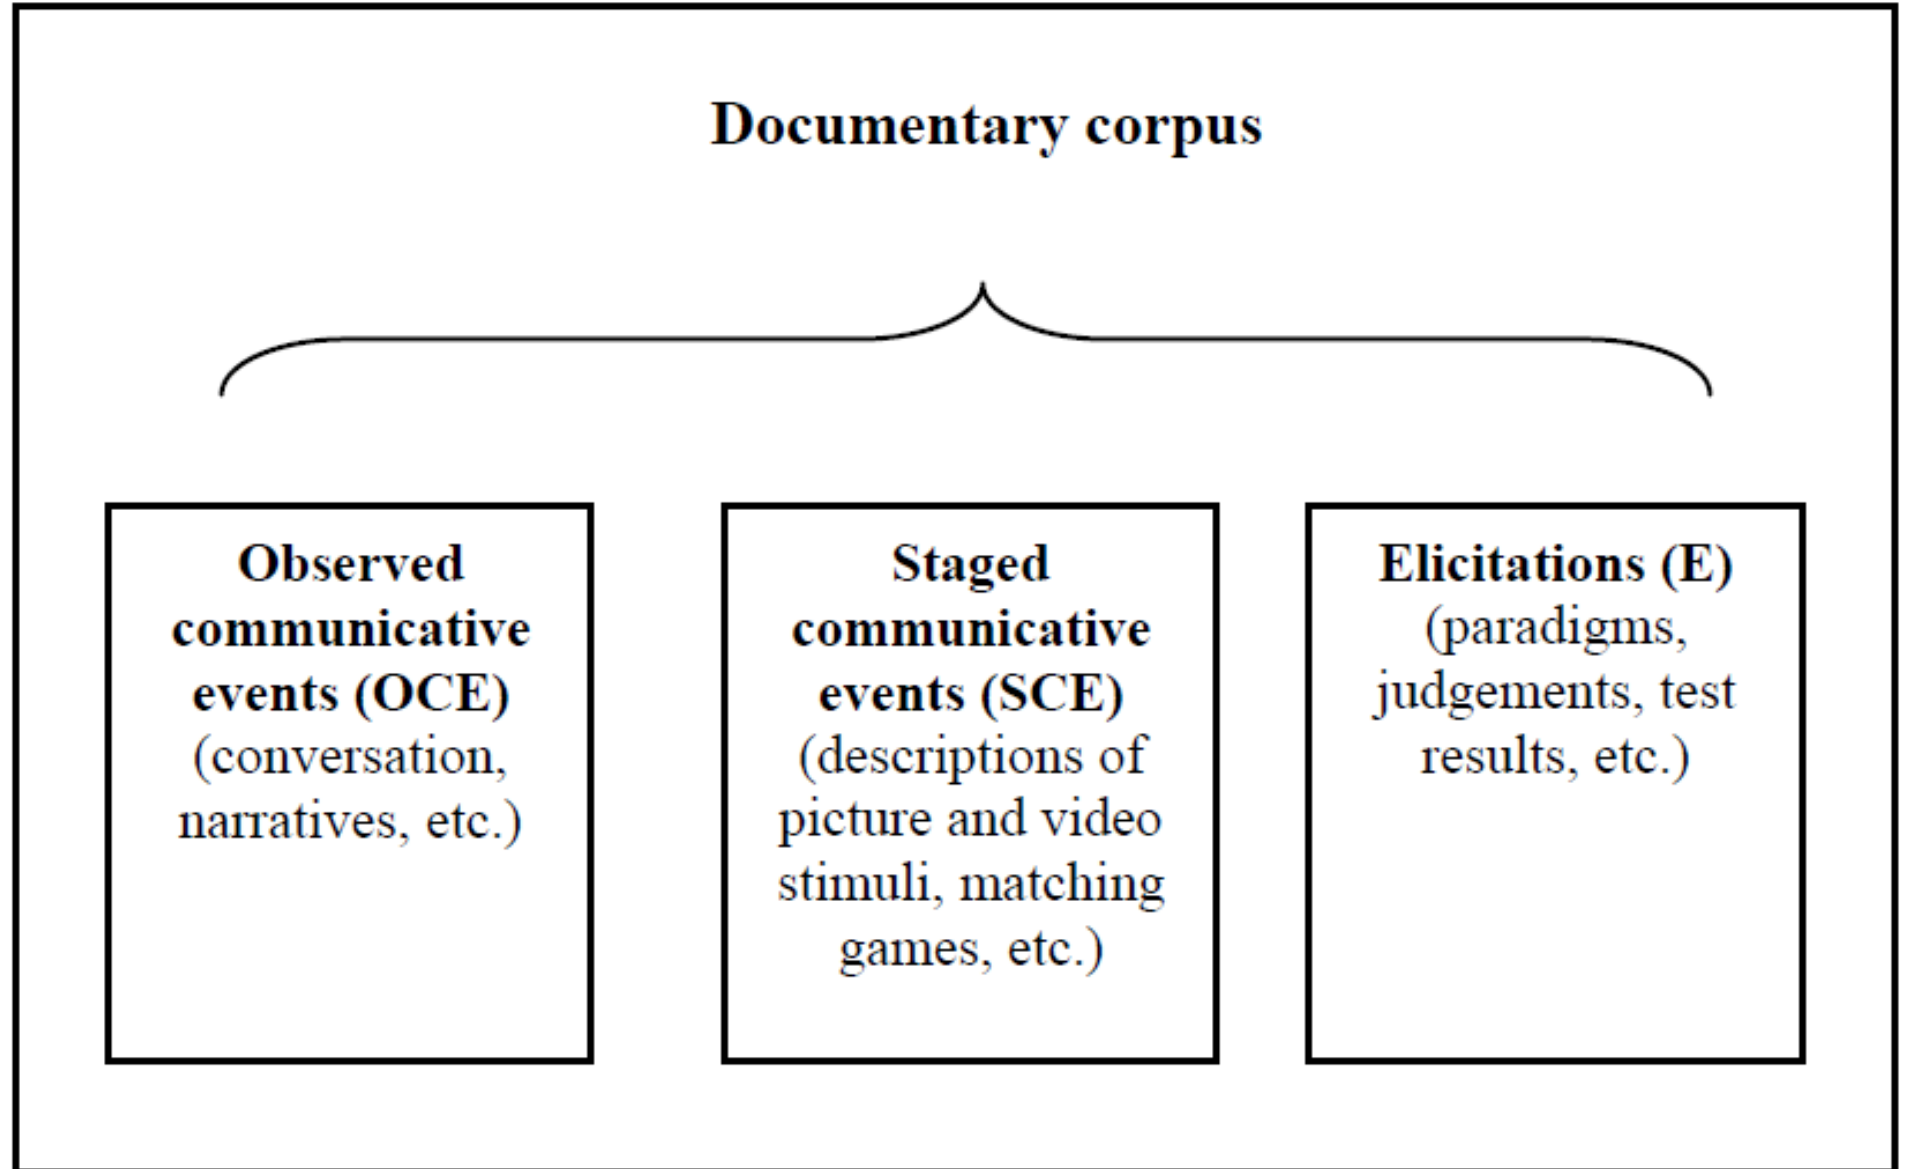 Documentary corpus
Observed
communicative
events (OCE)
(conversation,
narratives, etc.)
Staged
communicative
events (SCE)
(descriptions of
picture and video
stimuli, matching
games, etc.)
Elicitations (E)
(paradigms,
judgements, test
results, etc.)